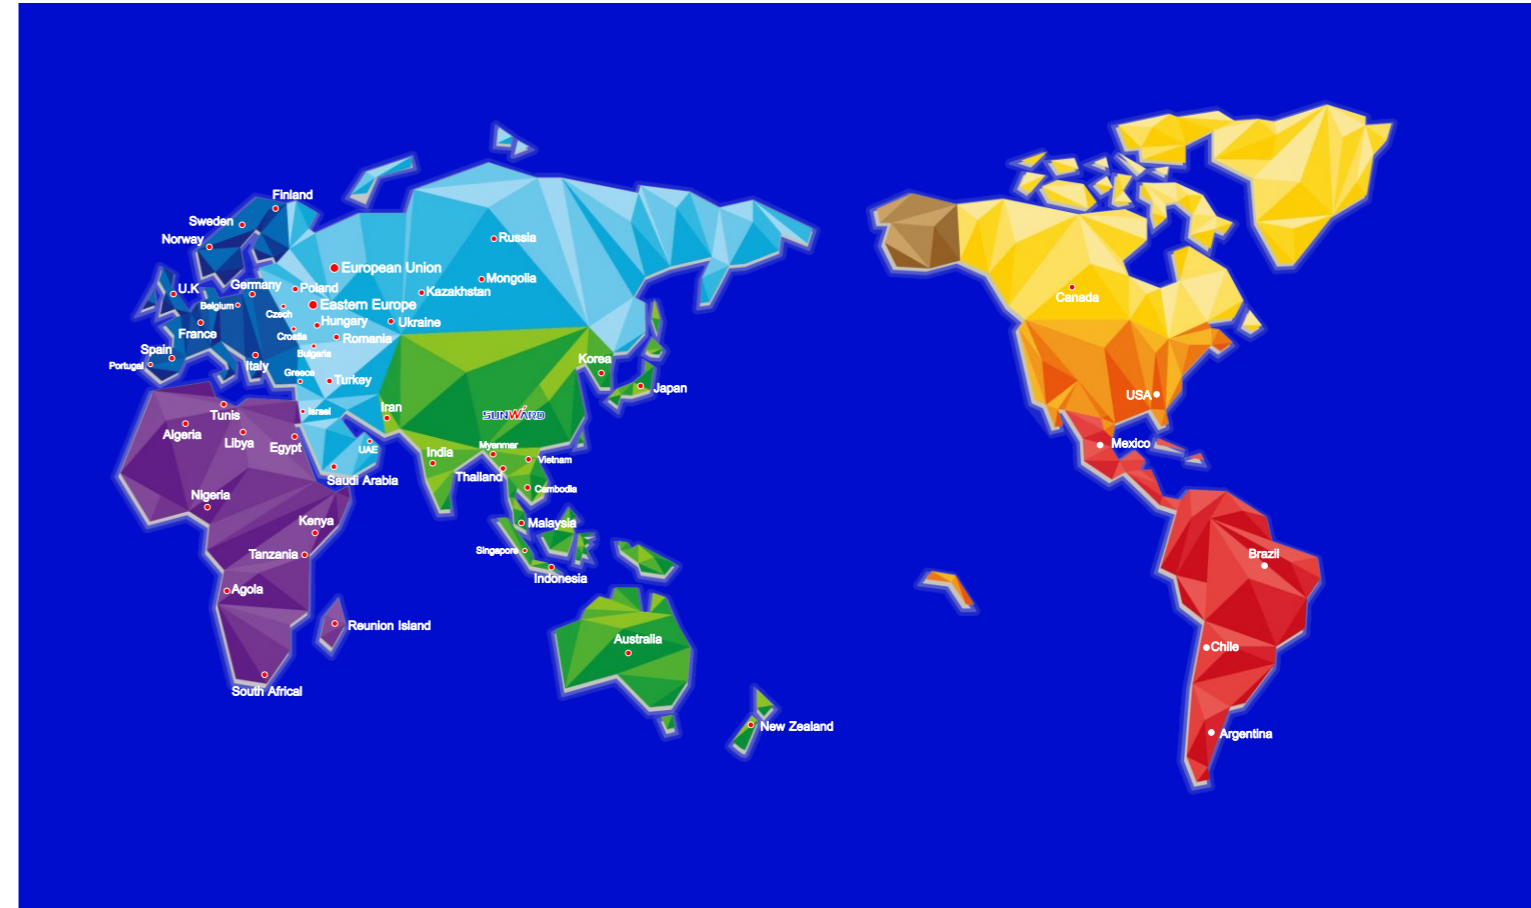 Finland
Sweden
Norway
Russia
European Union
Mongolia
U.K
Germany
Poland
Kazakhstan
Canada
Belgium
Eastern Europe
Czech
Hungary
Ukraine
France
Croatia
Romania
Spain
Bulgaria
Korea
Portugal
Italy
Greece
Turkey
Japan
USA
Iran
Tunis
Israel
SUNWARD
Algeria
Libya
Egypt
UAE
Myanmar
Mexico
India
Vietnam
Saudi Arabia
Thailand
Cambodia
Nigeria
Kenya
Malaysia
Tanzania
Singapore
Brazil
Indonesia
Agola
Reunion Island
Australia
Chile
South Africal
New Zealand
Argentina